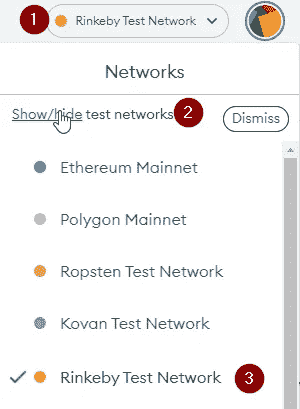 1 Rinkeby Test Network
Networks
Show/hide test networks 2 Dismiss
Ethereum Mainnet
Polygon Mainnet
Ropsten Test Network
Kovan Test Network
Rinkeby Test Network 3